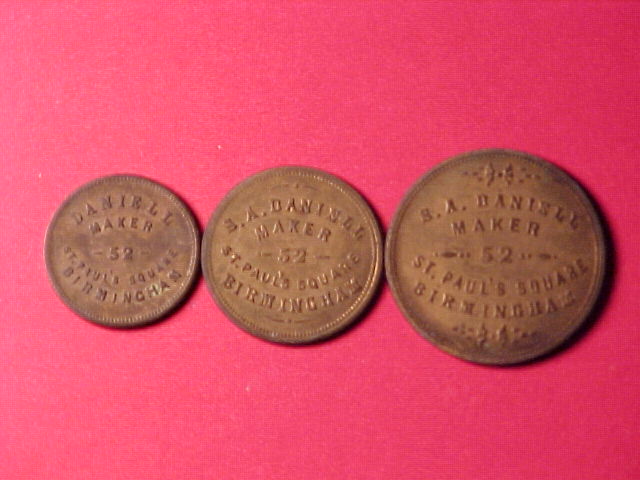 DANIELL
MAKER
- 52 -
ST. PAUL'S SQUARE
BIRMINGHAM
S. A. DANIELL
MAKER
- 52 -
ST. PAUL'S SQUARE
BIRMINGHAM
S. A. DANIELL
MAKER
52
ST. PAUL'S SQUARE
BIRMINGHAM